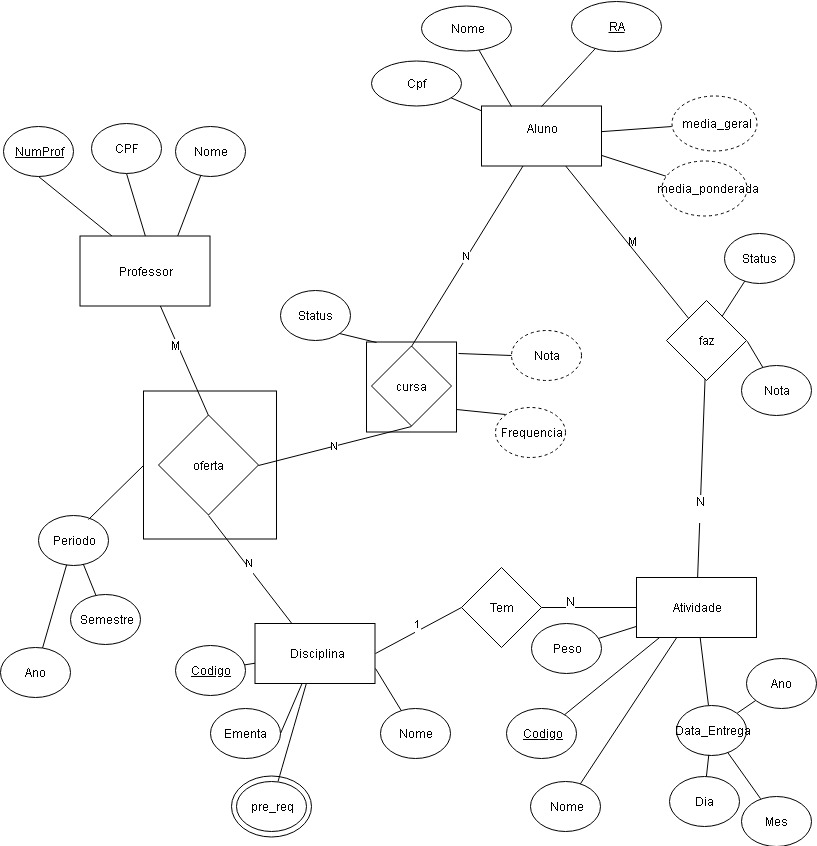 RA
Nome
Cpf
Aluno
media_geral
media_ponderada
NumProf
CPF
Nome
Professor
M
N
M
Status
faz
Nota
Status
Nota
cursa
Frequencia
M
N
oferta
N
Periodo
Semestre
Ano
N
Tem
N
1
Atividade
Peso
Disciplina
Codigo
Ementa
Nome
pre_req
Codigo
Nome
Data_Entrega
Ano
Dia
Mes